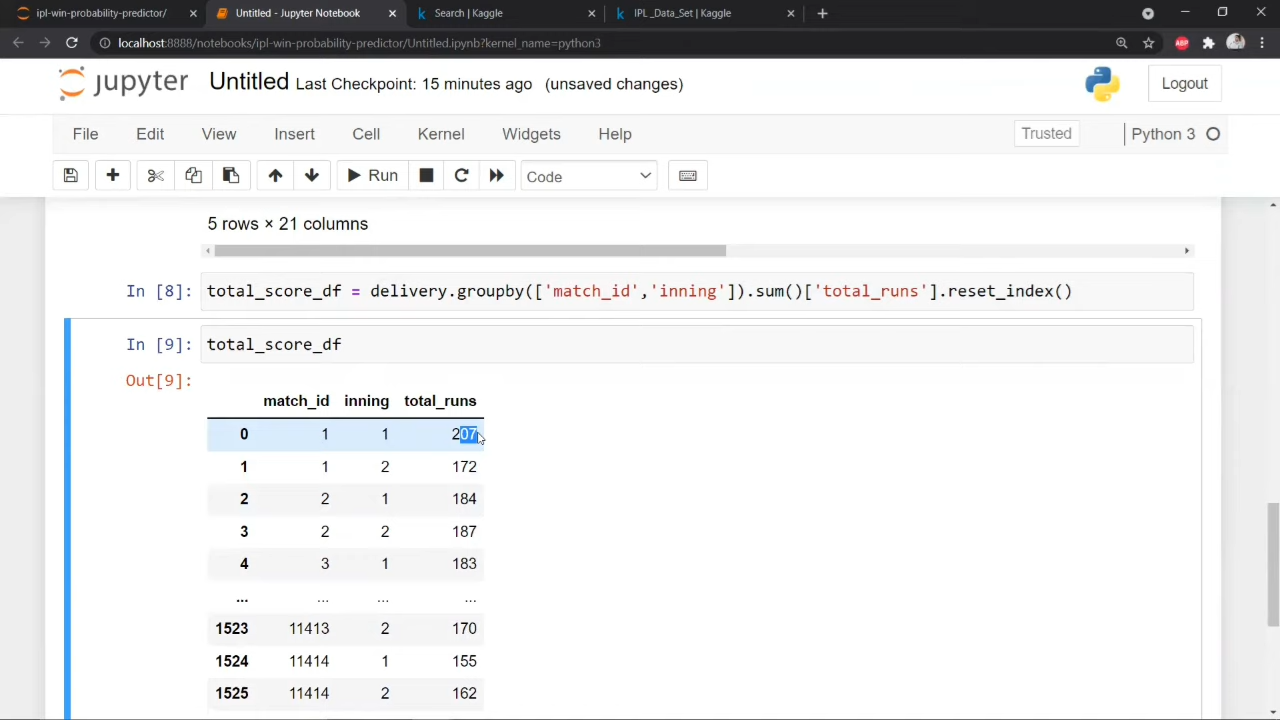 ipl-win-probability-predictor/ Untitled - Jupyter Notebook Search | Kaggle IPL _Data_Set | Kaggle
localhost:8888/notebooks/ipl-win-probability-predictor/Untitled.ipynb?kernel_name=python3 ABP
jupyter Untitled Last Checkpoint: 15 minutes ago (unsaved changes) Logout
File Edit View Insert Cell Kernel Widgets Help Trusted Python 3
Run Code
5 rows × 21 columns
In [8]: total_score_df = delivery.groupby(['match_id','inning']).sum()['total_runs'].reset_index()
In [9]: total_score_df
Out[9]:
match_id inning total_runs
0 1 1 207
1 1 2 172
2 2 1 184
3 2 2 187
4 3 1 183
... ... ... ...
1523 11413 2 170
1524 11414 1 155
1525 11414 2 162